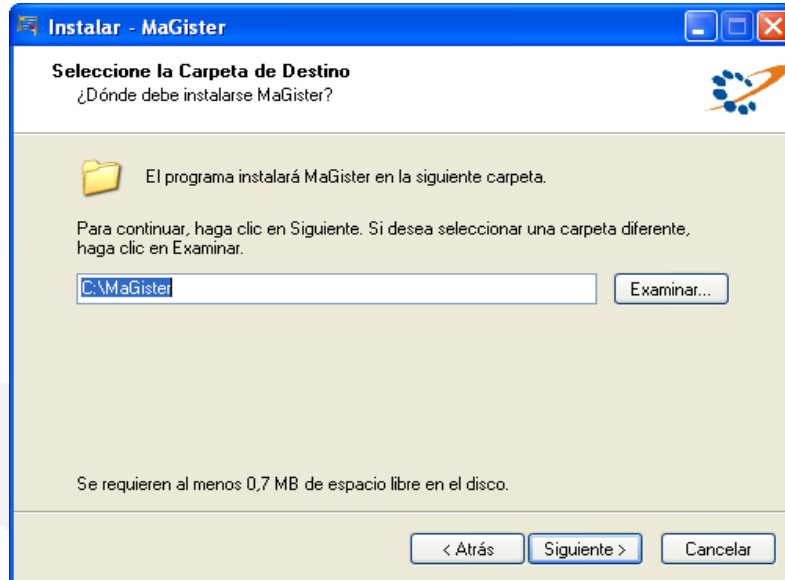 Instalar - MaGister
Seleccione la Carpeta de Destino
¿Dónde debe instalarse MaGister?
El programa instalará MaGister en la siguiente carpeta.
Para continuar, haga clic en Siguiente. Si desea seleccionar una carpeta diferente,
haga clic en Examinar.
C:\MaGister
Examinar...
Se requieren al menos 0,7 MB de espacio libre en el disco.
< Atrás
Siguiente >
Cancelar